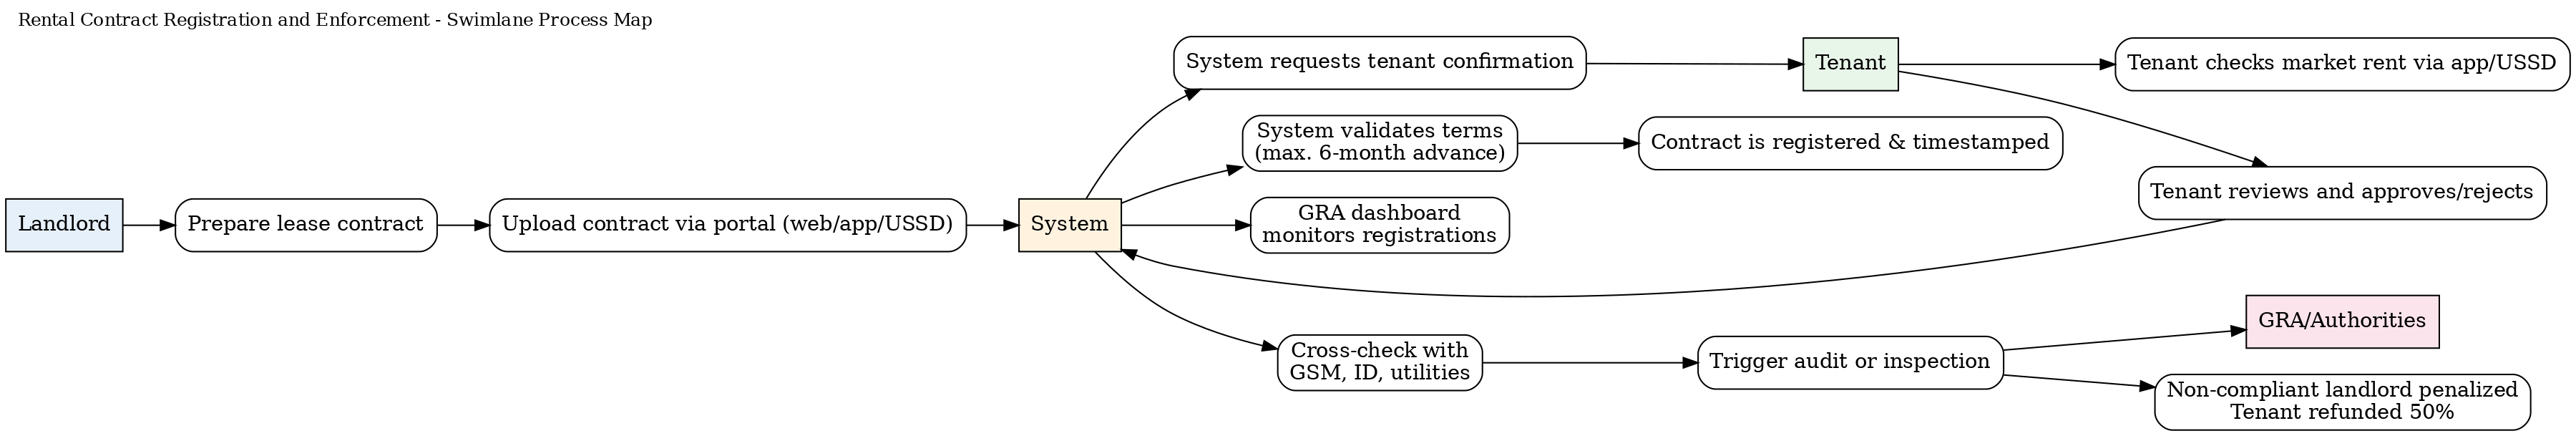 Rental Contract Registration and Enforcement - Swimlane Process Map
System requests tenant confirmation
Tenant
Tenant checks market rent via app/USSD
System validates terms
(max. 6-month advance)
Contract is registered & timestamped
Tenant reviews and approves/rejects
Landlord
Prepare lease contract
Upload contract via portal (web/app/USSD)
System
GRA dashboard
monitors registrations
GRA/Authorities
Cross-check with
GSM, ID, utilities
Trigger audit or inspection
Non-compliant landlord penalized
Tenant refunded 50%